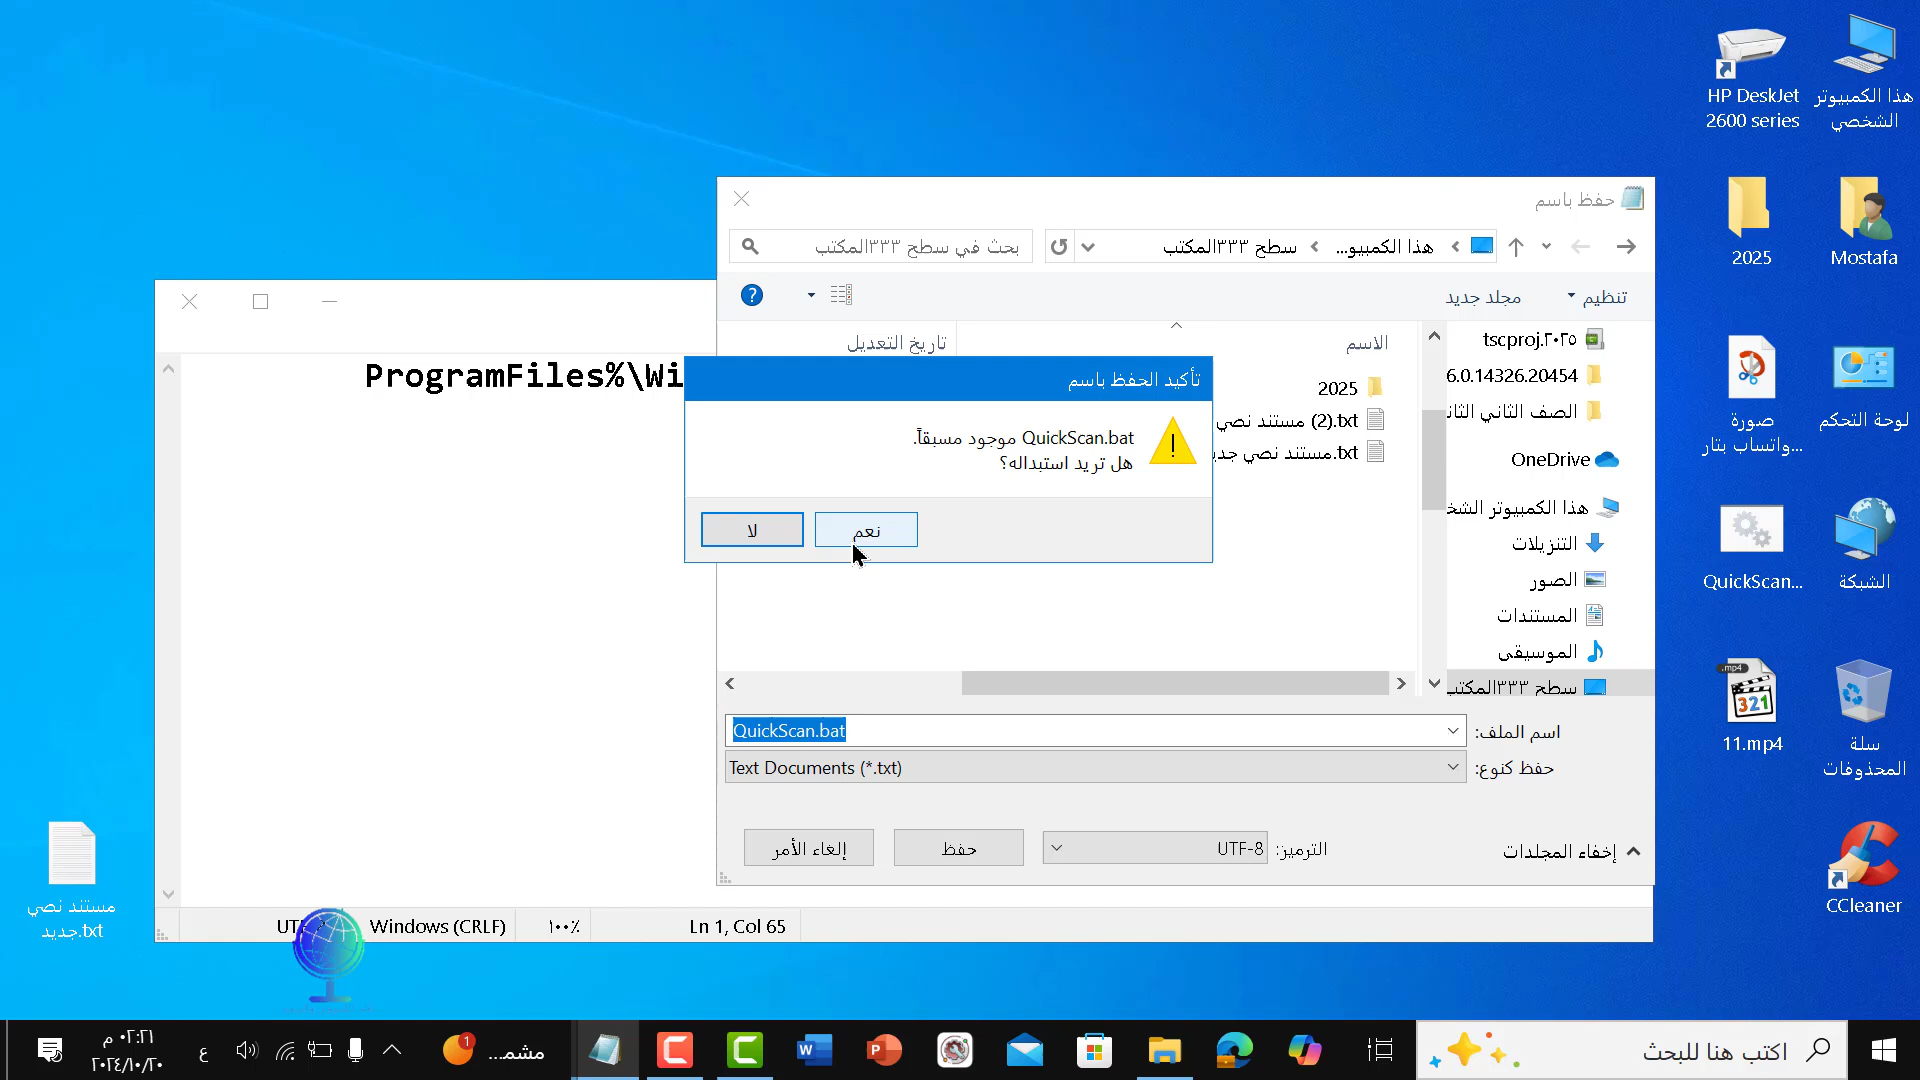 هذا الكمبيوتر
الشخصي
HP DeskJet
2600 series
Mostafa
2025
لوحة التحكم
صورة
واتساب بتار...
الشبكة
QuickScan...
سلة
المحذوفات
11.mp4
321
.mp4
CCleaner
مستند نصي
جديد.txt
حفظ باسم
هذا الكمبيو...
سطح ٣٣٣المكتب
بحث في سطح ٣٣٣المكتب
تنظيم
مجلد جديد
?
الاسم
تاريخ التعديل
٢٠٢٥.tscproj
6.0.14326.20454
الصف الثاني
OneDrive
هذا الكمبيوتر
التنزيلات
الصور
المستندات
الموسيقى
سطح ٣٣٣المكتب
2025
مستند نصي (2).txt
مستند نصي .txt
تأكيد الحفظ باسم
QuickScan.bat موجود مسبقاً.
هل تريد استبداله؟
نعم
لا
اسم الملف:
QuickScan.bat
حفظ كنوع:
Text Documents (*.txt)
إخفاء المجلدات
الترميز:
UTF-8
حفظ
إلغاء الأمر
ProgramFiles%\Wi
Ln 1, Col 65
١٠٠٪
Windows (CRLF)
اكتب هنا للبحث
مشمـ...
1
ع
٠٢:٢١ م
٢٠٢٤/١٠/٢٠